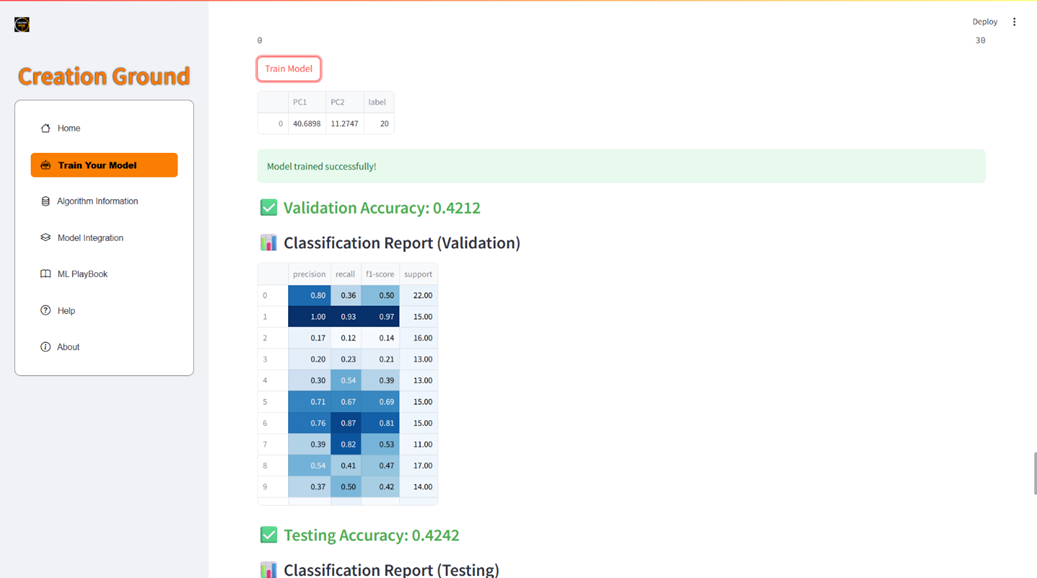 Deploy
0 30
Creation Ground
Home
Train Your Model
Algorithm Information
Model Integration
ML PlayBook
Help
About
Train Model
PC1 PC2 label
0 40.6898 11.2747 20
Model trained successfully!
Validation Accuracy: 0.4212
Classification Report (Validation)
precision recall f1-score support
0 0.80 0.36 0.50 22.00
1 1.00 0.93 0.97 15.00
2 0.17 0.12 0.14 16.00
3 0.20 0.23 0.21 13.00
4 0.30 0.54 0.39 13.00
5 0.71 0.67 0.69 15.00
6 0.76 0.87 0.81 15.00
7 0.39 0.82 0.53 11.00
8 0.54 0.41 0.47 17.00
9 0.37 0.50 0.42 14.00
Testing Accuracy: 0.4242
Classification Report (Testing)